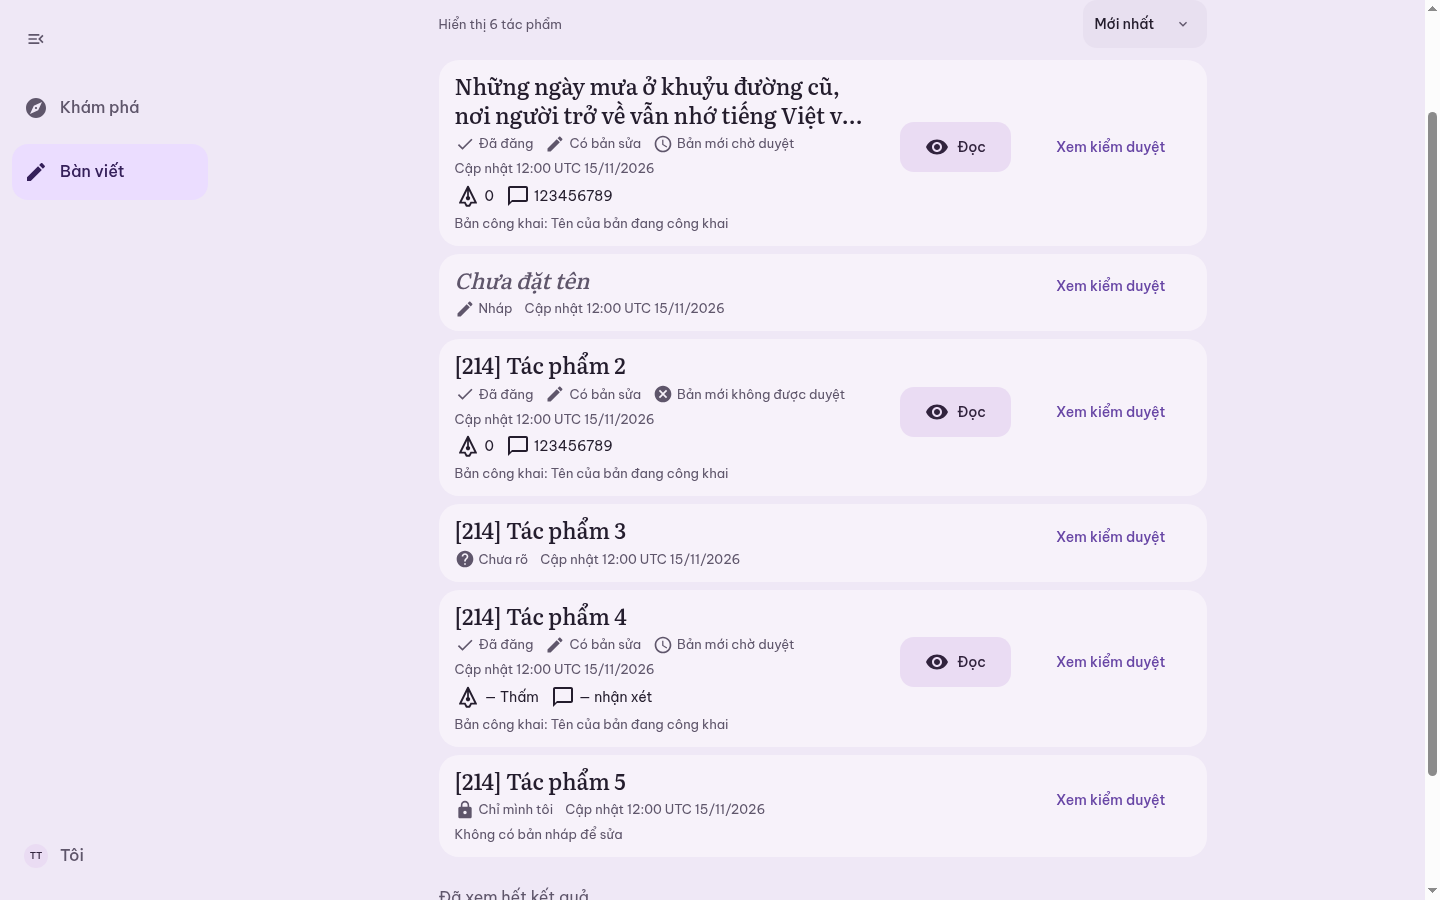 Hiển thị 6 tác phẩm
Mới nhất
Khám phá
Bàn viết
Những ngày mưa ở khuỷu đường cũ,
nơi người trở về vẫn nhớ tiếng Việt v...
Đã đăng Có bản sửa Bản mới chờ duyệt
Cập nhật 12:00 UTC 15/11/2026
0 123456789
Bản công khai: Tên của bản đang công khai
Đọc
Xem kiểm duyệt
Chưa đặt tên
Nháp Cập nhật 12:00 UTC 15/11/2026
Xem kiểm duyệt
[214] Tác phẩm 2
Đã đăng Có bản sửa Bản mới không được duyệt
Cập nhật 12:00 UTC 15/11/2026
0 123456789
Bản công khai: Tên của bản đang công khai
Đọc
Xem kiểm duyệt
[214] Tác phẩm 3
Chưa rõ Cập nhật 12:00 UTC 15/11/2026
Xem kiểm duyệt
[214] Tác phẩm 4
Đã đăng Có bản sửa Bản mới chờ duyệt
Cập nhật 12:00 UTC 15/11/2026
– Thấm – nhận xét
Bản công khai: Tên của bản đang công khai
Đọc
Xem kiểm duyệt
[214] Tác phẩm 5
Chỉ mình tôi Cập nhật 12:00 UTC 15/11/2026
Không có bản nháp để sửa
Xem kiểm duyệt
TT Tôi
Đã xem hết kết quả